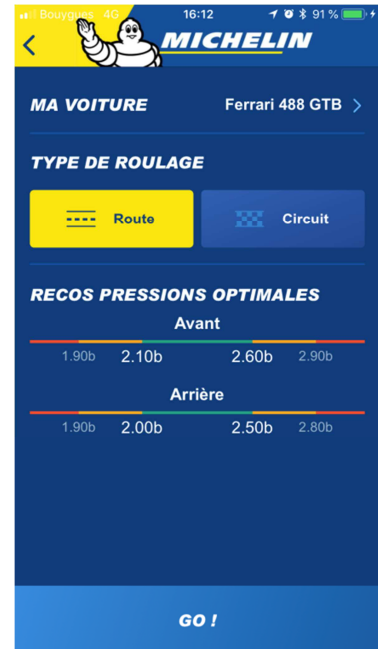 Bouygues 4G 16:12 91 %
MICHELIN
MA VOITURE Ferrari 488 GTB >
TYPE DE ROULAGE
Route Circuit
RECOS PRESSIONS OPTIMALES
Avant
1.90b 2.10b 2.60b 2.90b
Arrière
1.90b 2.00b 2.50b 2.80b
GO !